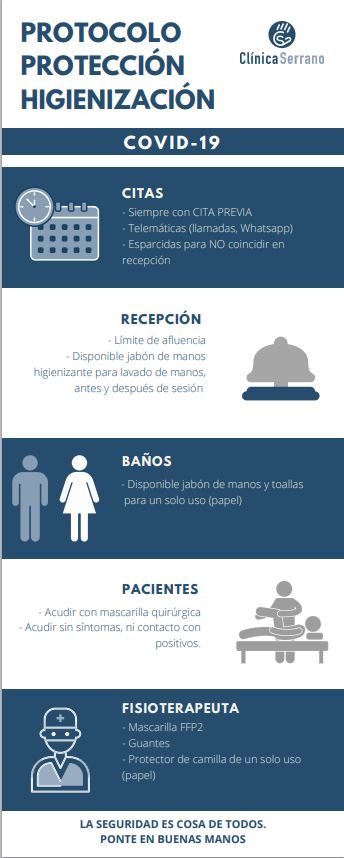 PROTOCOLO
PROTECCIÓN
HIGIENIZACIÓN
ClínicaSerrano
COVID-19
CITAS
- Siempre con CITA PREVIA
- Telemáticas (llamadas, Whatsapp)
- Esparcidas para NO coincidir en
recepción
RECEPCIÓN
- Límite de afluencia
- Disponible jabón de manos
higienizante para lavado de manos,
antes y después de sesión
BAÑOS
- Disponible jabón de manos y toallas
para un solo uso (papel)
PACIENTES
- Acudir con mascarilla quirúrgica
- Acudir sin síntomas, ni contacto con
positivos.
FISIOTERAPEUTA
- Mascarilla FFP2
- Guantes
- Protector de camilla de un solo uso
(papel)
LA SEGURIDAD ES COSA DE TODOS.
PONTE EN BUENAS MANOS